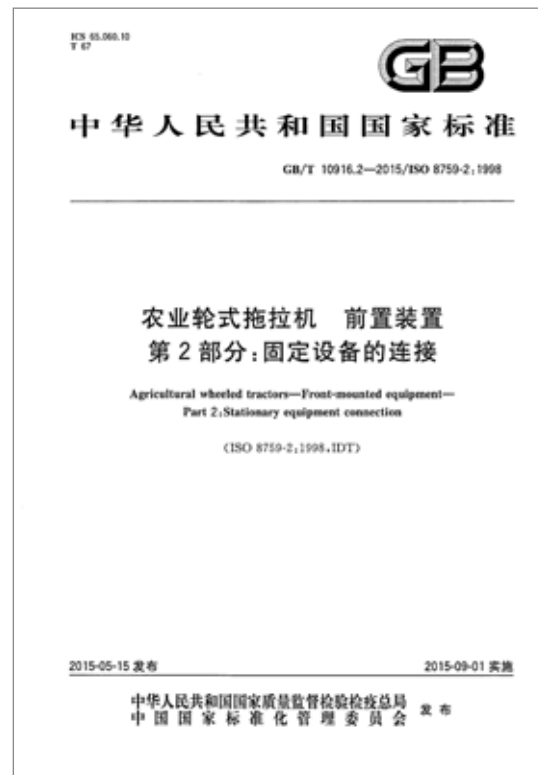 ICS 65.060.10
T 67
GB
中华人民共和国国家标准
GB/T 10916.2—2015/ISO 8759-2:1998
农业轮式拖拉机 前置装置
第2部分:固定设备的连接
Agricultural wheeled tractors—Front-mounted equipment—
Part 2:Stationary equipment connection
(ISO 8759-2:1998,IDT)
2015-05-15 发布
2015-09-01 实施
中华人民共和国国家质量监督检验检疫总局
中国国家标准化管理委员会
发布